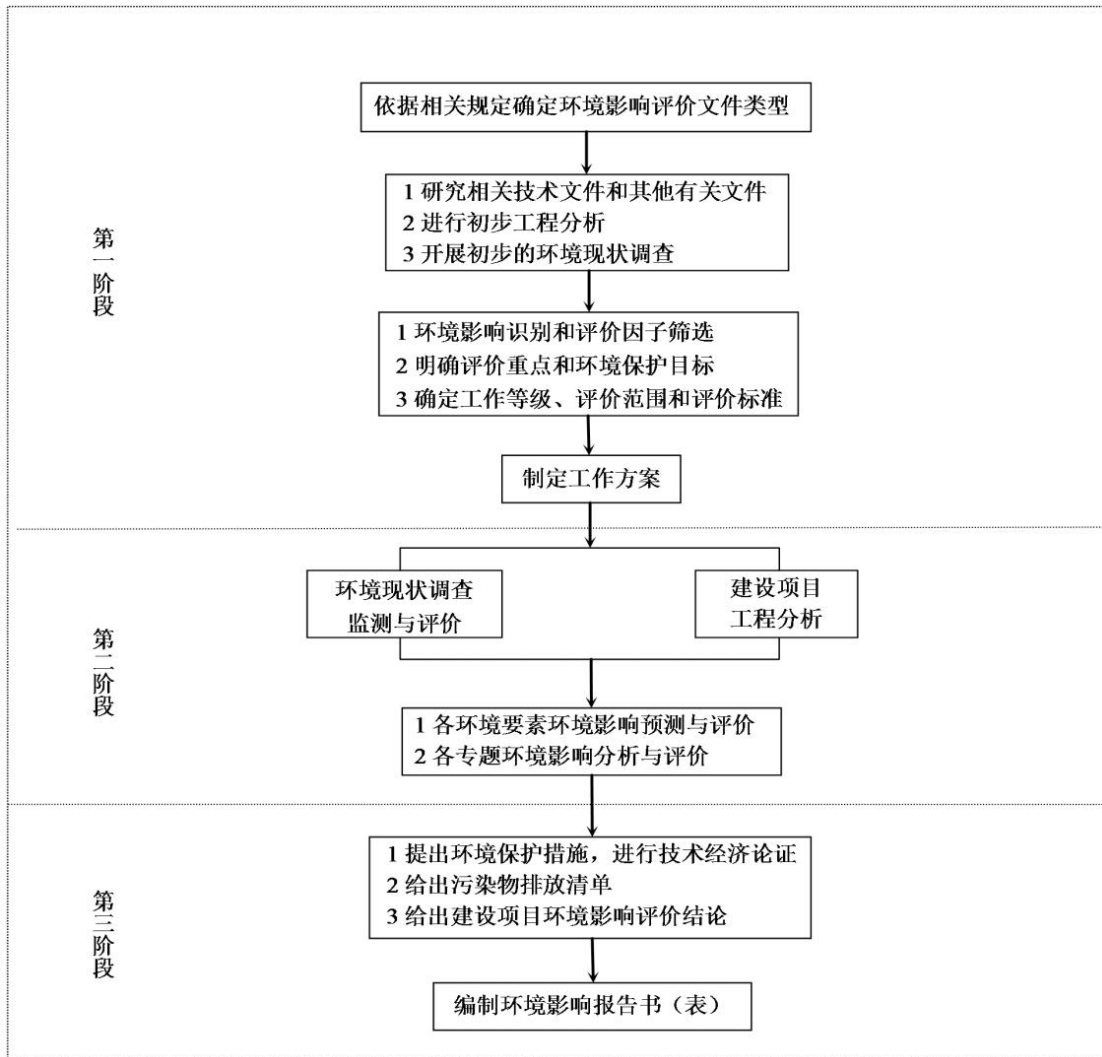 依据相关规定确定环境影响评价文件类型
1 研究相关技术文件和其他有关文件
2 进行初步工程分析
3 开展初步的环境现状调查
第一阶段
1 环境影响识别和评价因子筛选
2 明确评价重点和环境保护目标
3 确定工作等级、评价范围和评价标准
制定工作方案
环境现状调查
监测与评价
建设项目
工程分析
第二阶段
1 各环境要素环境影响预测与评价
2 各专题环境影响分析与评价
1 提出环境保护措施，进行技术经济论证
2 给出污染物排放清单
3 给出建设项目环境影响评价结论
第三阶段
编制环境影响报告书（表）